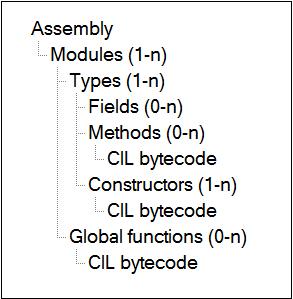 Assembly
Modules (1-n)
Types (1-n)
Fields (0-n)
Methods (0-n)
CIL bytecode
Constructors (1-n)
CIL bytecode
Global functions (0-n)
CIL bytecode